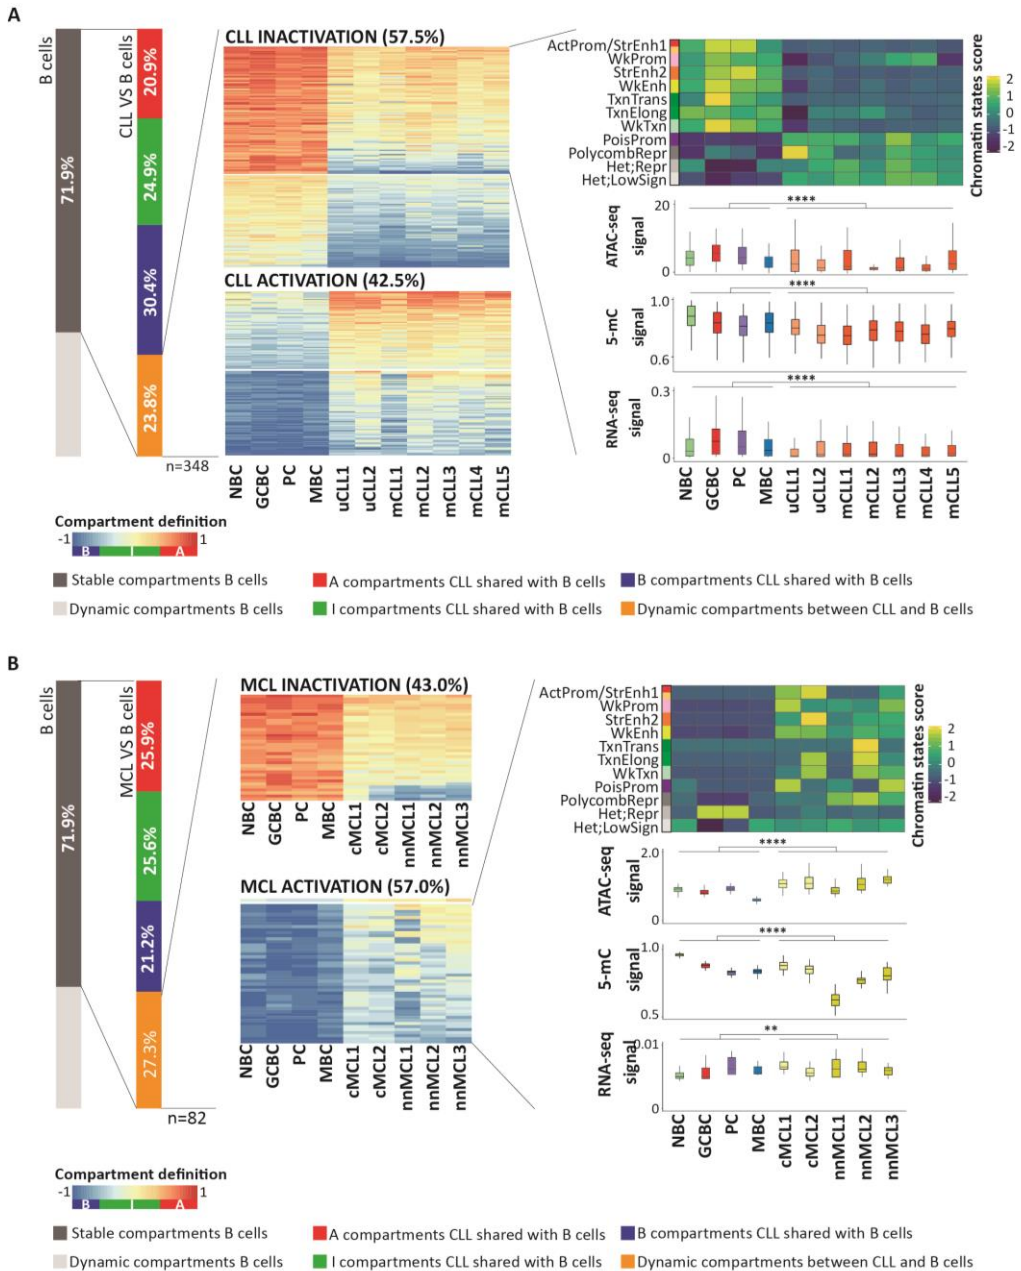 A
B cells
71.9%
CLL VS B cells
20.9%
24.9%
30.4%
23.8%
n=348
CLL INACTIVATION (57.5%)
CLL ACTIVATION (42.5%)
NBC
GCBC
PC
MBC
uCLL1
uCLL2
mCLL1
mCLL2
mCLL3
mCLL4
mCLL5
ActProm/StrEnh1
WkProm
StrEnh2
WkEnh
TxnTrans
TxnElong
WkTxn
PoisProm
PolycombRepr
Het;Repr
Het;LowSign
2
1
0
-1
-2
Chromatin states score
ATAC-seq
signal
20
0
****
5-mC
signal
1.0
0.6
****
RNA-seq
signal
0.3
0
****
NBC
GCBC
PC
MBC
uCLL1
uCLL2
mCLL1
mCLL2
mCLL3
mCLL4
mCLL5
Compartment definition
-1
1
B
I
A
Stable compartments B cells
A compartments CLL shared with B cells
B compartments CLL shared with B cells
Dynamic compartments B cells
I compartments CLL shared with B cells
Dynamic compartments between CLL and B cells
B
B cells
71.9%
MCL VS B cells
25.9%
25.6%
21.2%
27.3%
n=82
MCL INACTIVATION (43.0%)
NBC
GCBC
PC
MBC
cMCL1
cMCL2
nnMCL1
nnMCL2
nnMCL3
MCL ACTIVATION (57.0%)
NBC
GCBC
PC
MBC
cMCL1
cMCL2
nnMCL1
nnMCL2
nnMCL3
ActProm/StrEnh1
WkProm
StrEnh2
WkEnh
TxnTrans
TxnElong
WkTxn
PoisProm
PolycombRepr
Het;Repr
Het;LowSign
2
1
0
-1
-2
Chromatin states score
ATAC-seq
signal
2.0
0
****
5-mC
signal
1.0
0.5
****
RNA-seq
signal
0.01
0
**
NBC
GCBC
PC
MBC
cMCL1
cMCL2
nnMCL1
nnMCL2
nnMCL3
Compartment definition
-1
1
B
I
A
Stable compartments B cells
A compartments CLL shared with B cells
B compartments CLL shared with B cells
Dynamic compartments B cells
I compartments CLL shared with B cells
Dynamic compartments between CLL and B cells